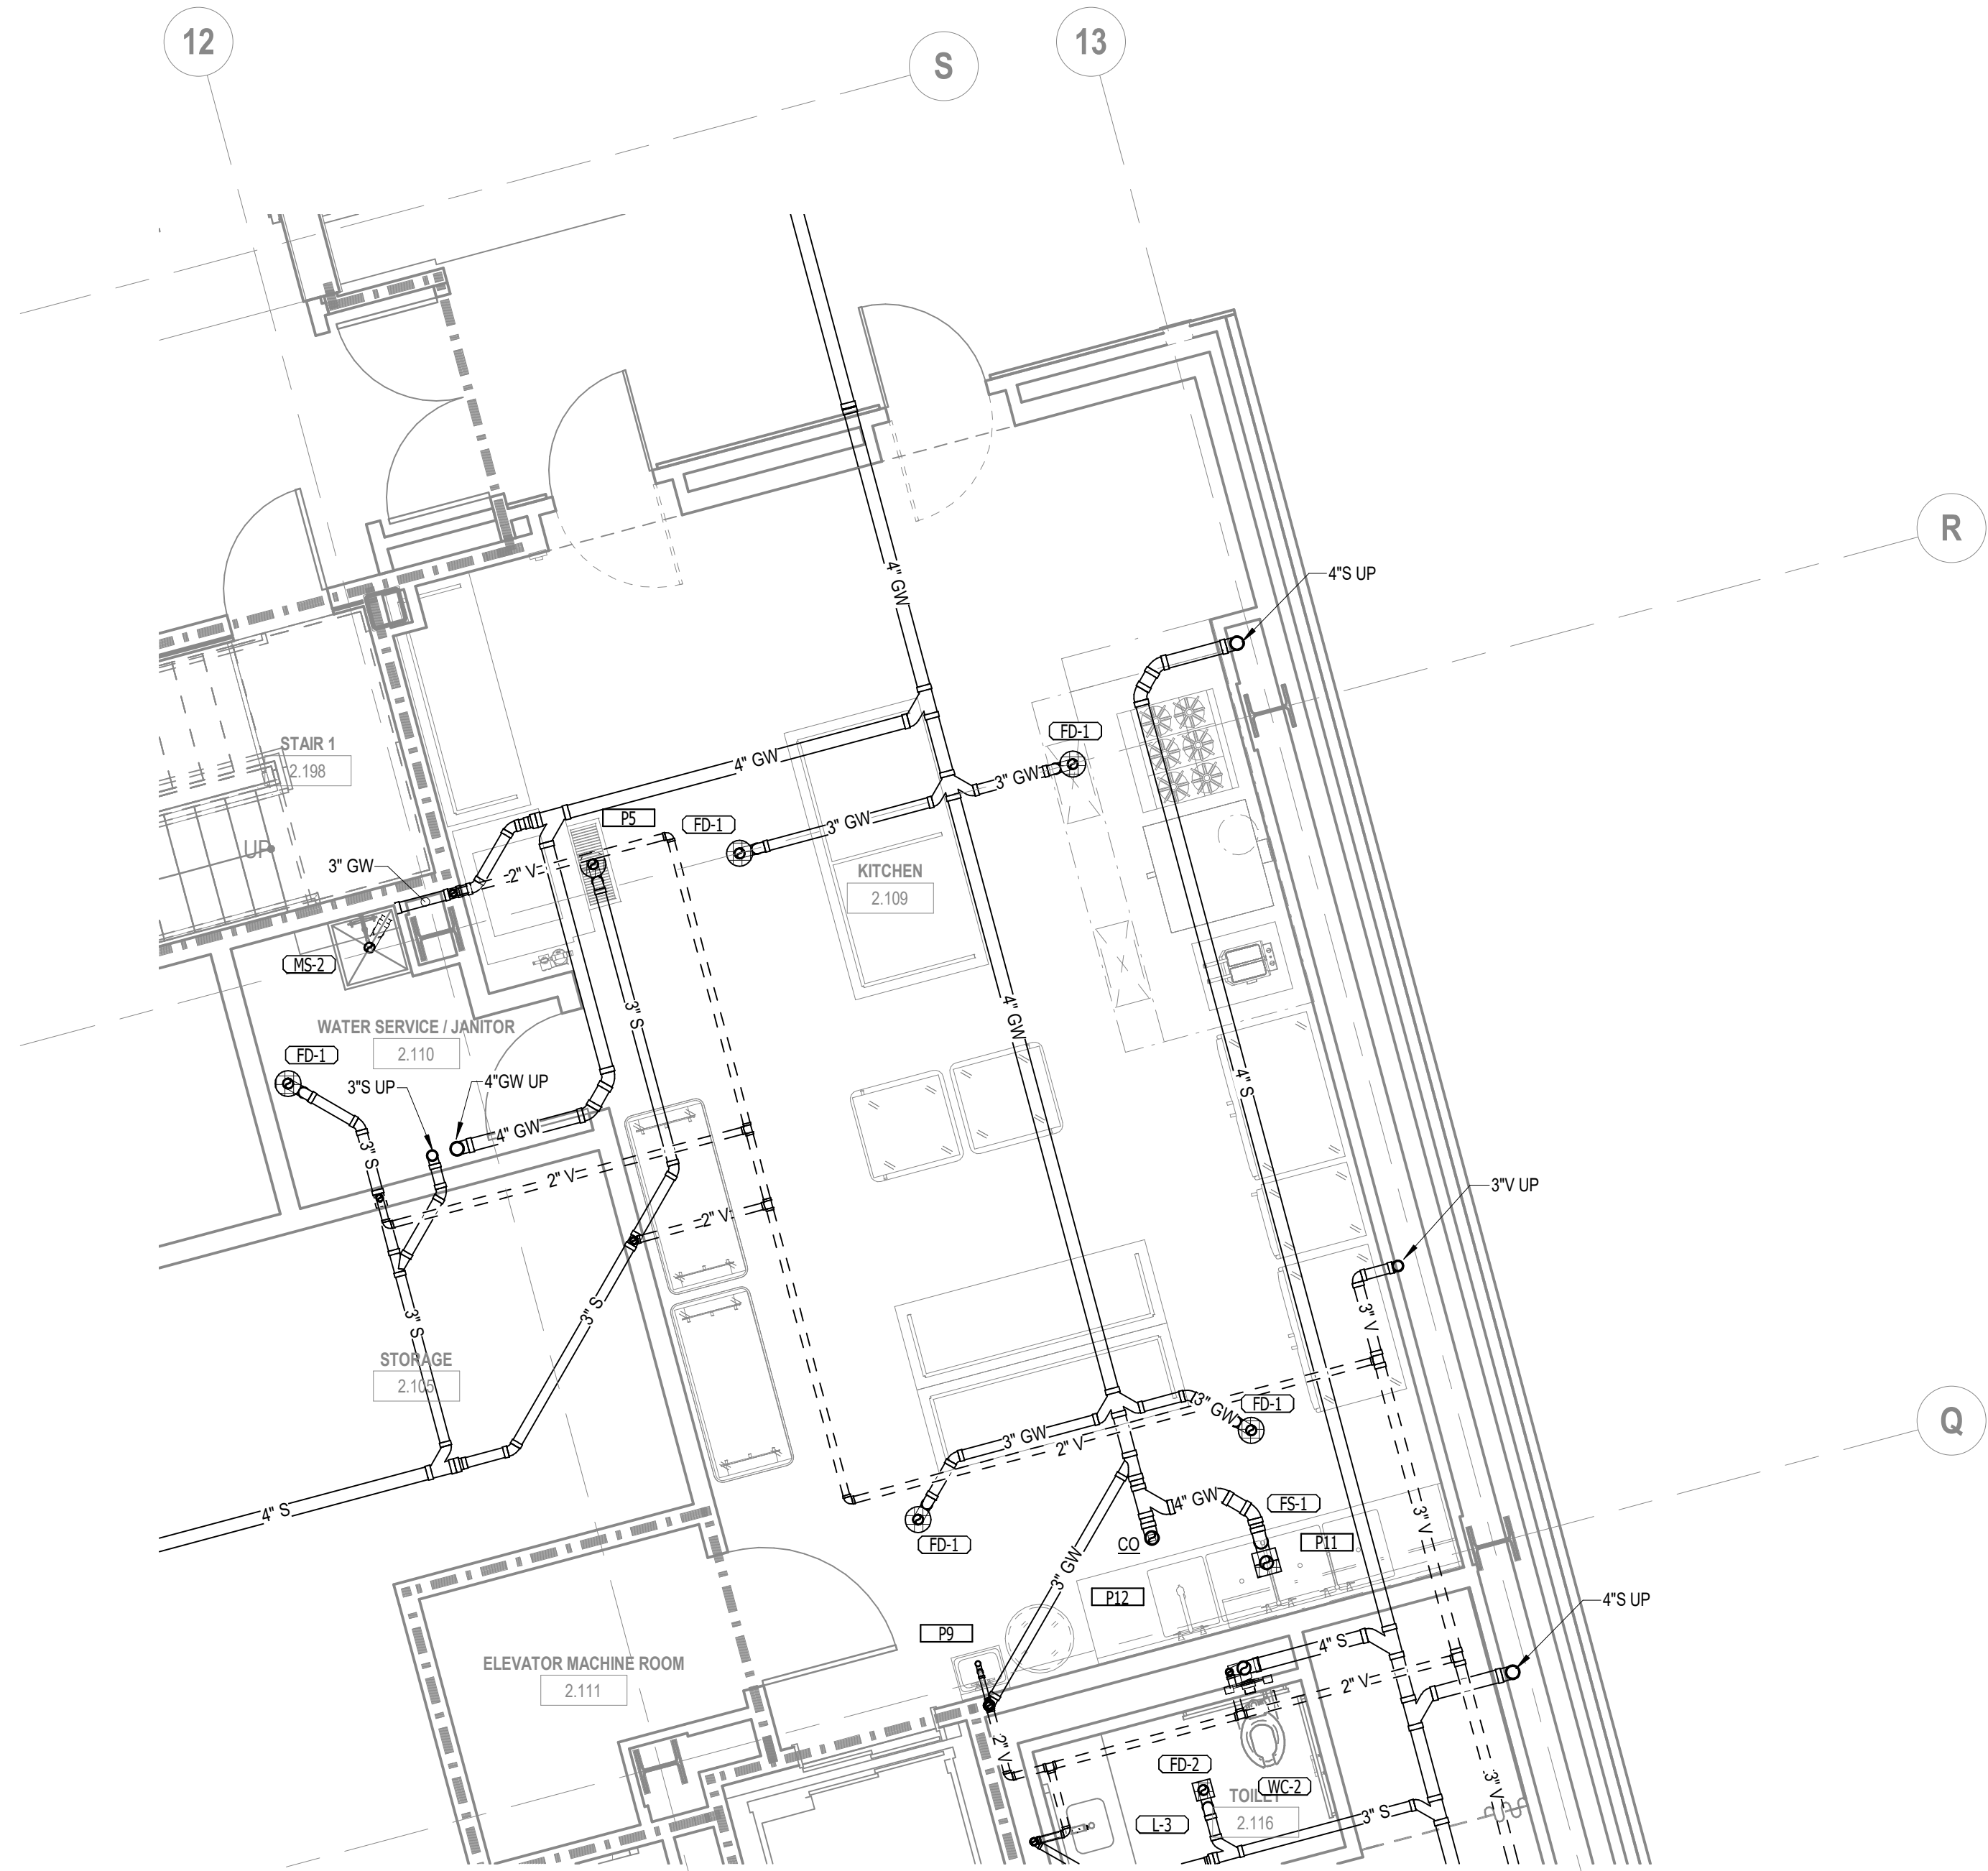 12
S
13
R
4"S UP
4" GW
FD-1
STAIR 1
2.198
4" GW
3" GW
P5
FD-1
3" GW
UP
2" V
3" GW
KITCHEN
2.109
MS-2
3" S
4" GW
WATER SERVICE / JANITOR
2.110
FD-1
3"S UP
4"GW UP
4" S
4" GW
3" S
2" V
3"V UP
2" V
3" S
3" S
3" V
STORAGE
2.105
FD-1
Q
3" GW
3" GW
2" V
4" S
4" GW
FS-1
3" V
FD-1
CO
P11
3" GW
P12
4"S UP
P9
4" S
ELEVATOR MACHINE ROOM
2.111
2" V
2" V
FD-2
WC-2
3" V
TOILET
2.116
L-3
3" S